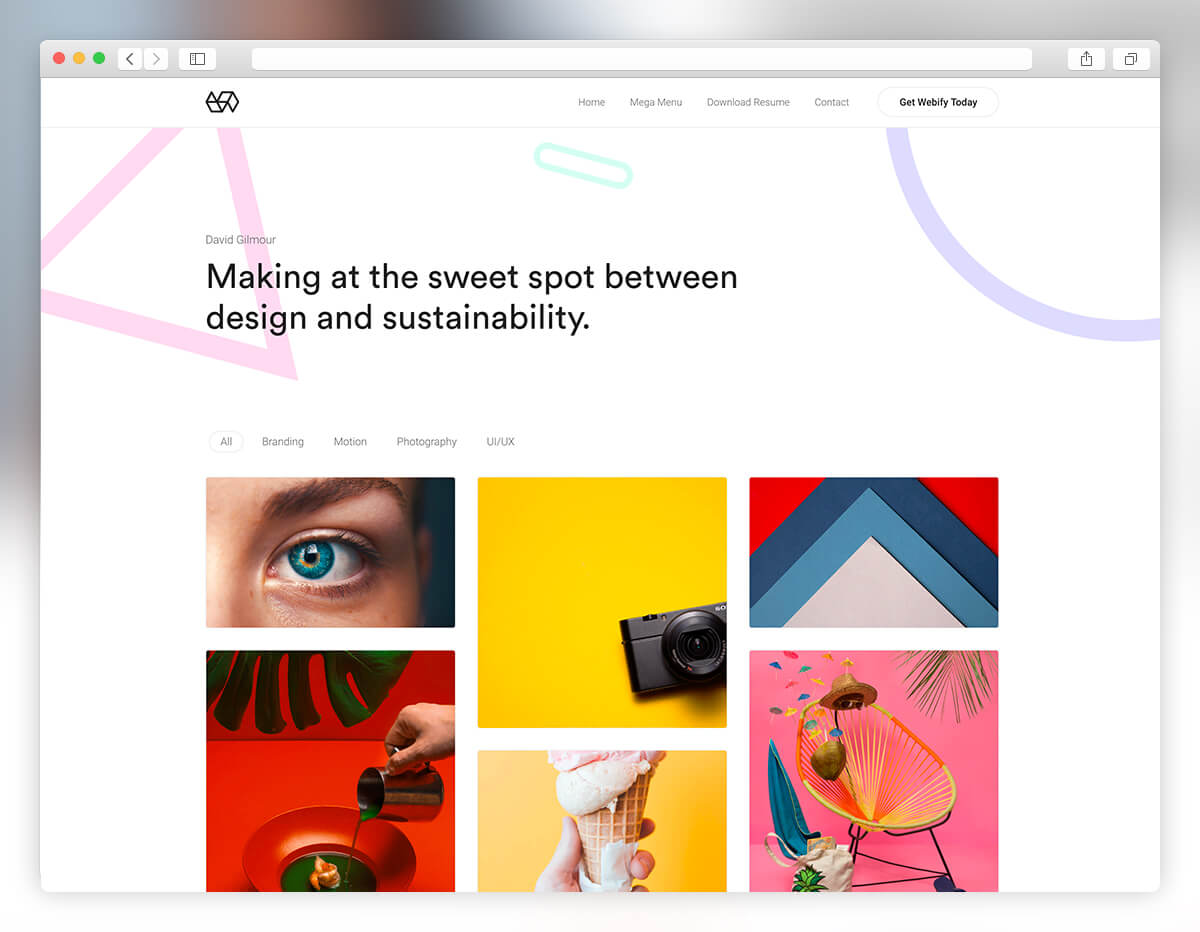 Home Mega Menu Download Resume Contact Get Webify Today
David Gilmour
Making at the sweet spot between
design and sustainability.
All Branding Motion Photography UI/UX